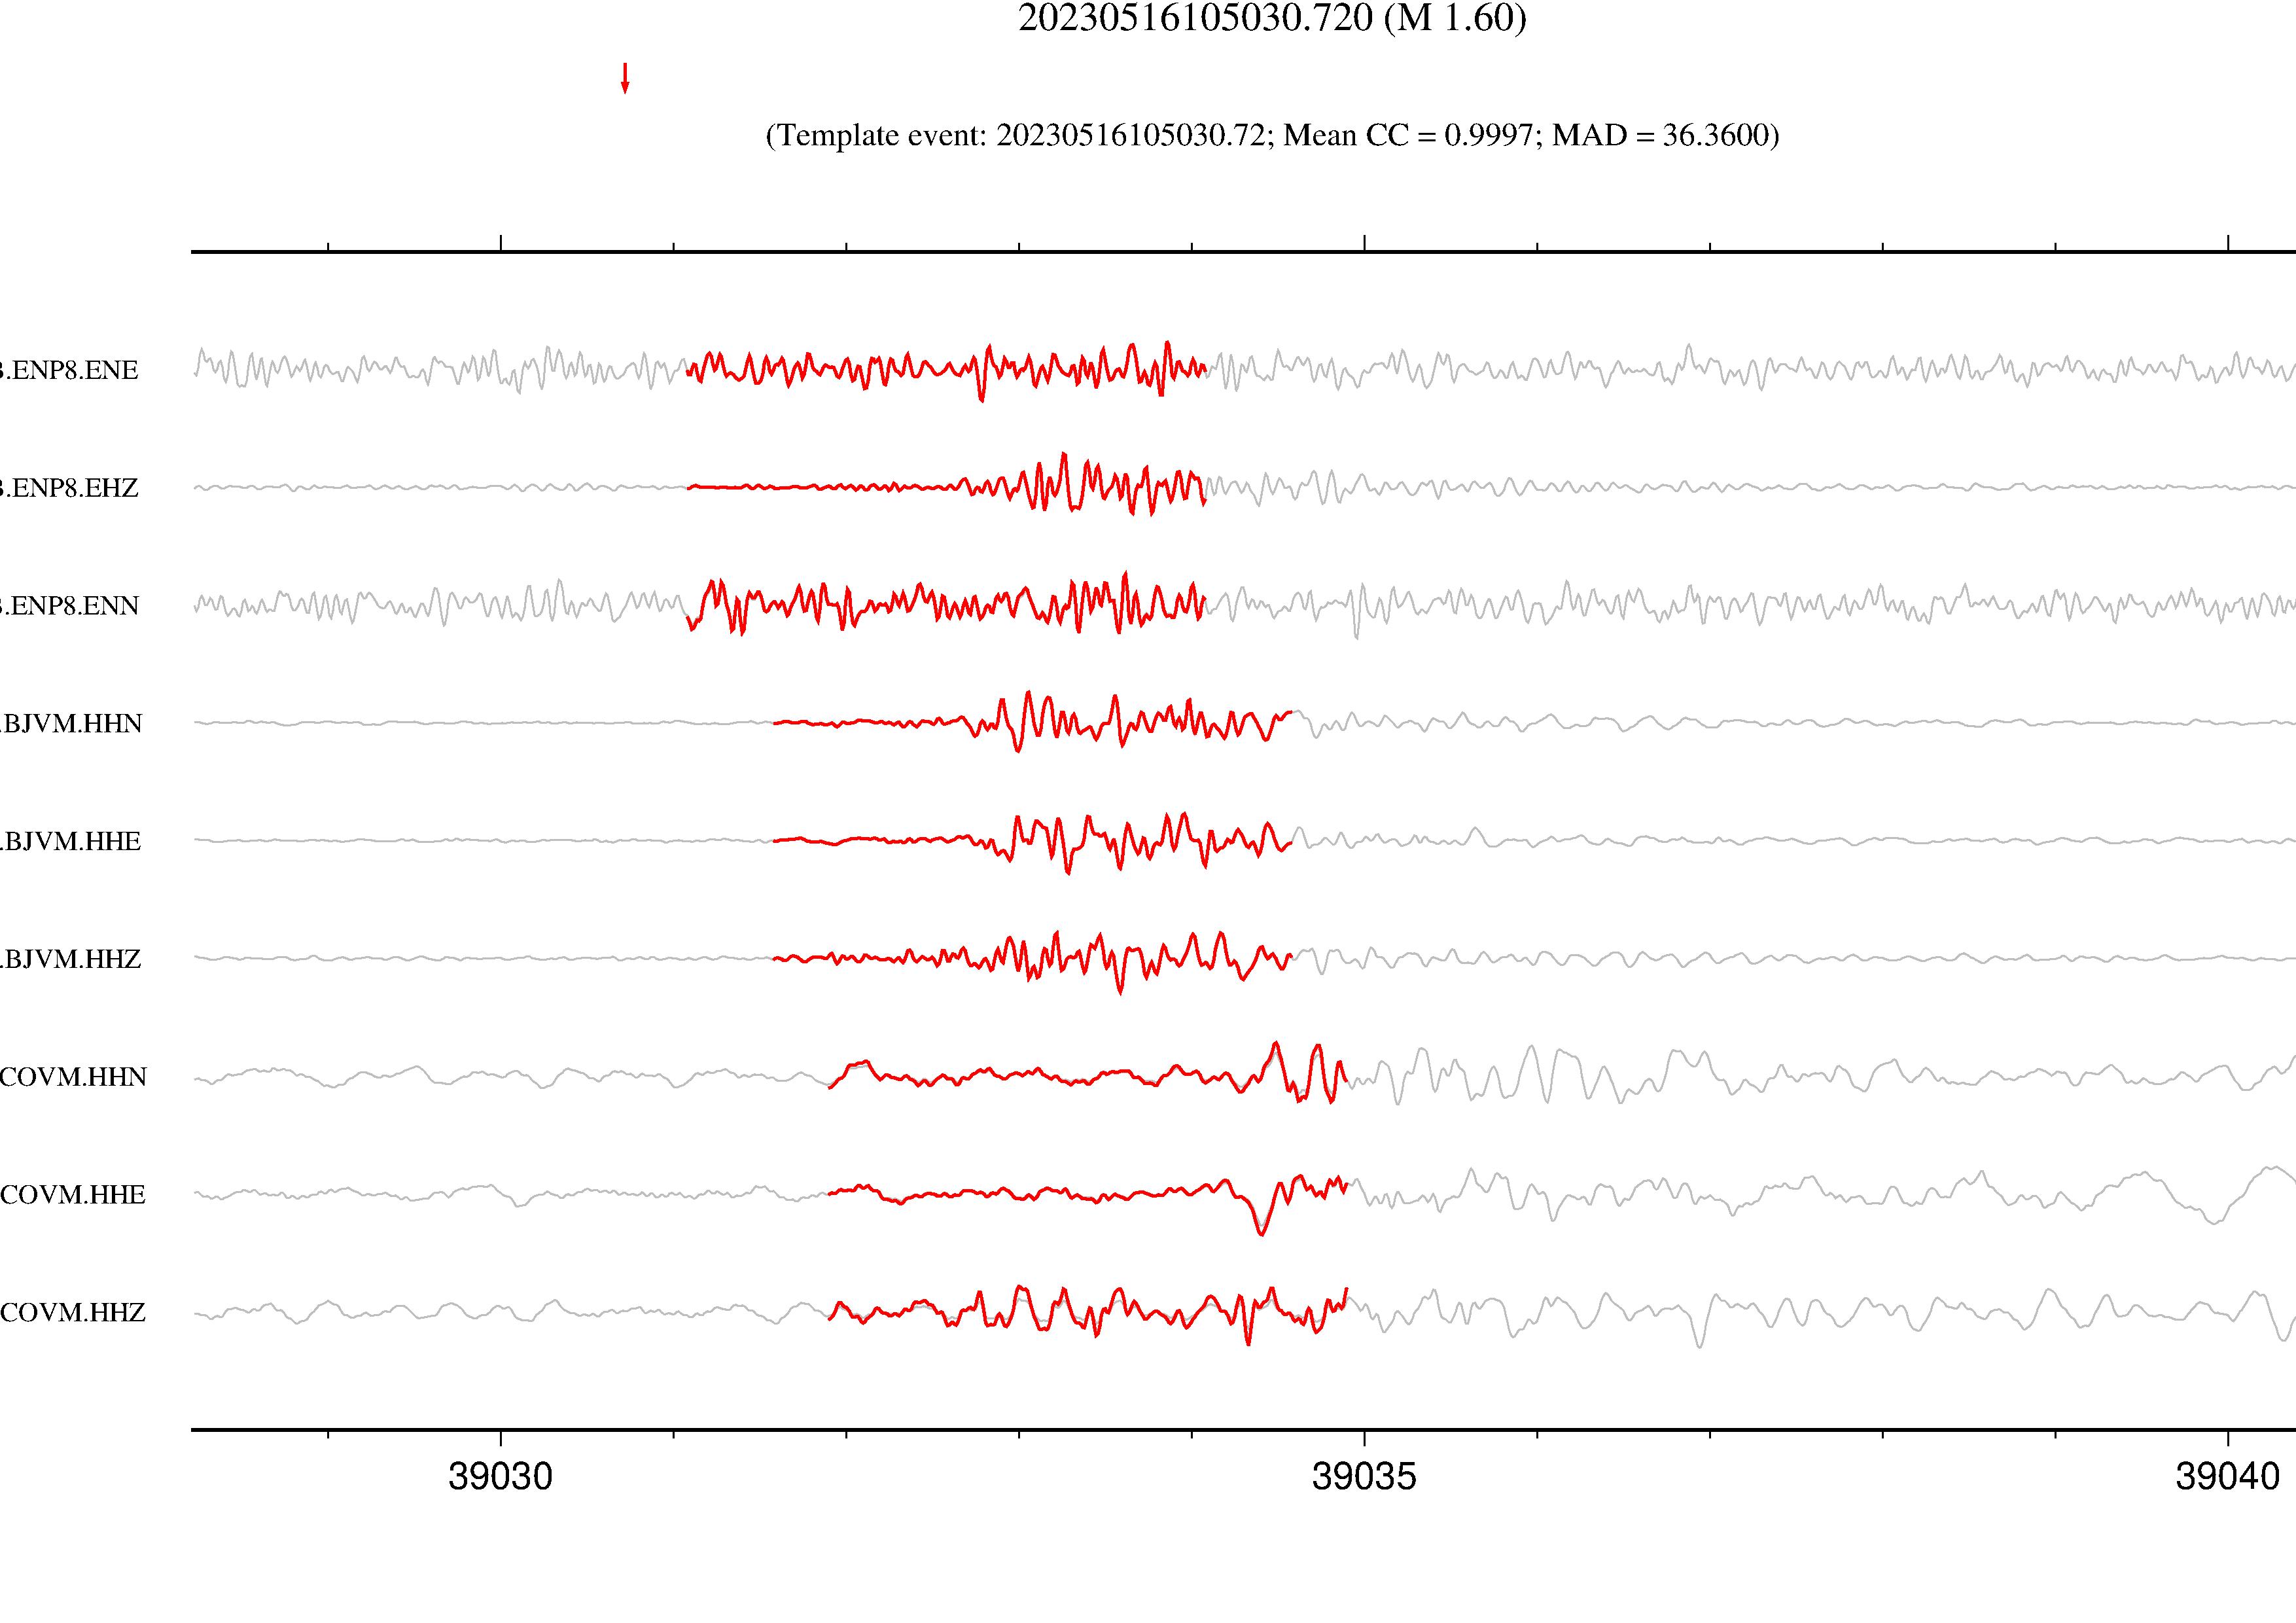 20230516105030.720 (M 1.60)
(Template event: 20230516105030.72; Mean CC = 0.9997; MAD = 36.3600)
.ENP8.ENE
.ENP8.EHZ
.ENP8.ENN
.BJVM.HHN
.BJVM.HHE
.BJVM.HHZ
COVM.HHN
COVM.HHE
COVM.HHZ
39030 39035 39040